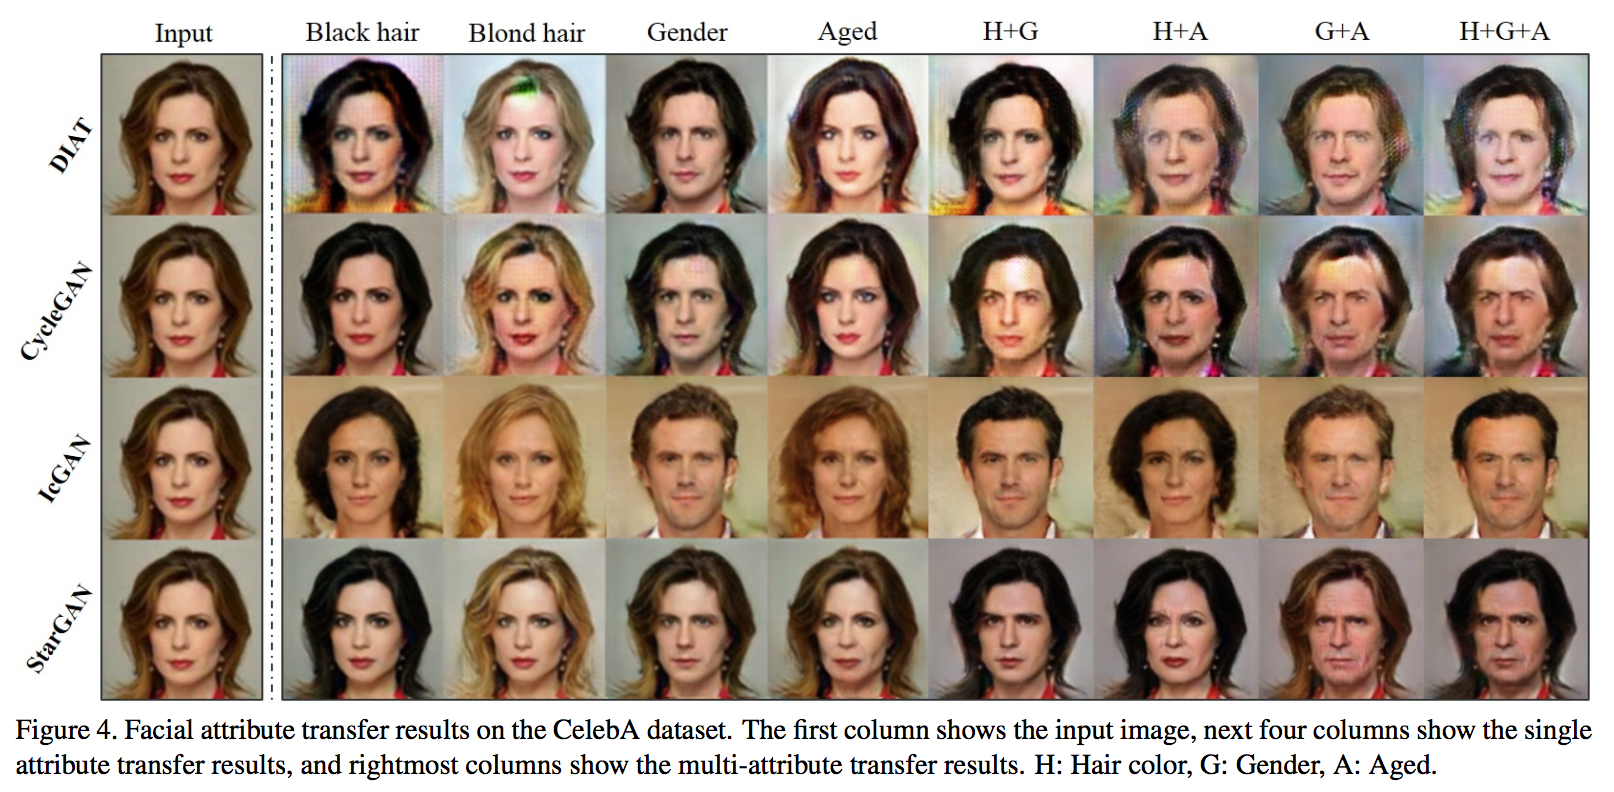 Input Black hair Blond hair Gender Aged H+G H+A G+A H+G+A
DIAT
CycleGAN
IcGAN
StarGAN
Figure 4. Facial attribute transfer results on the CelebA dataset. The first column shows the input image, next four columns show the single
attribute transfer results, and rightmost columns show the multi-attribute transfer results. H: Hair color, G: Gender, A: Aged.